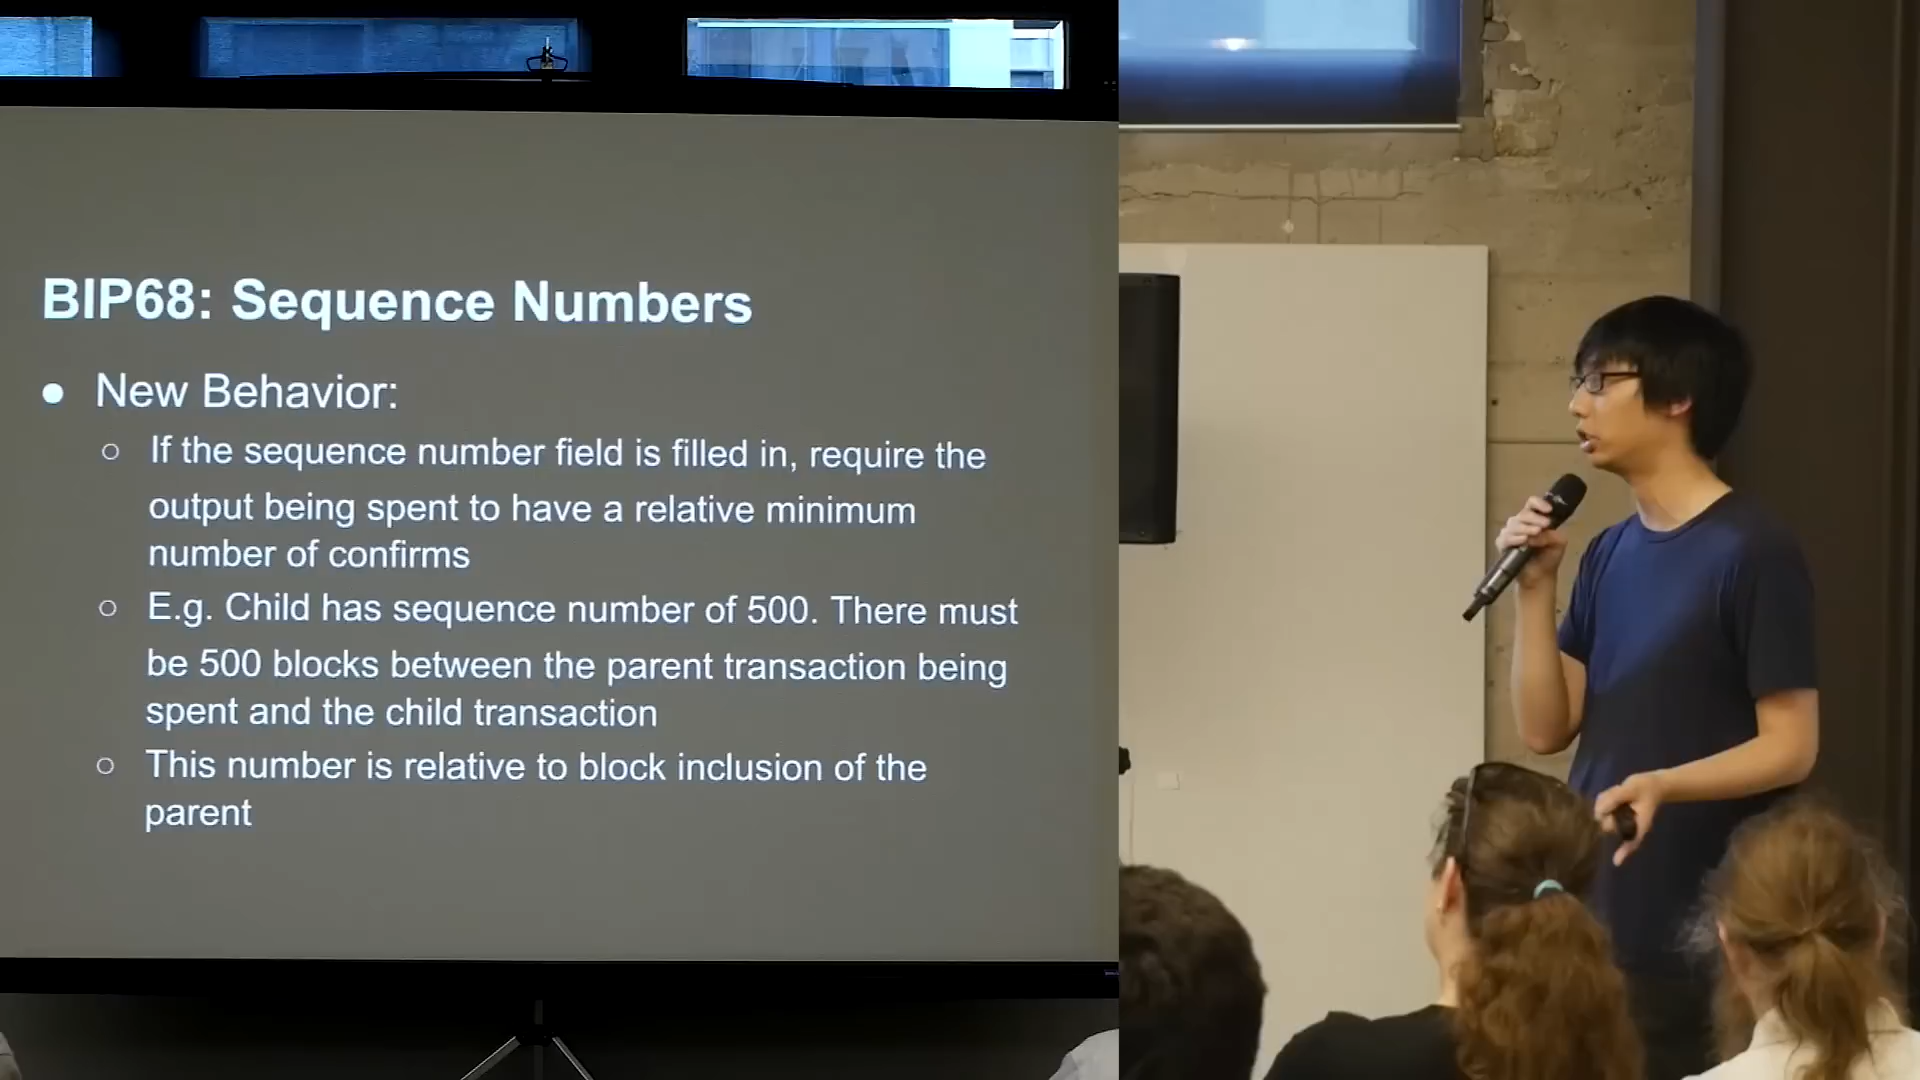 BIP68: Sequence Numbers
● New Behavior:
○ If the sequence number field is filled in, require the
output being spent to have a relative minimum
number of confirms
○ E.g. Child has sequence number of 500. There must
be 500 blocks between the parent transaction being
spent and the child transaction
○ This number is relative to block inclusion of the
parent